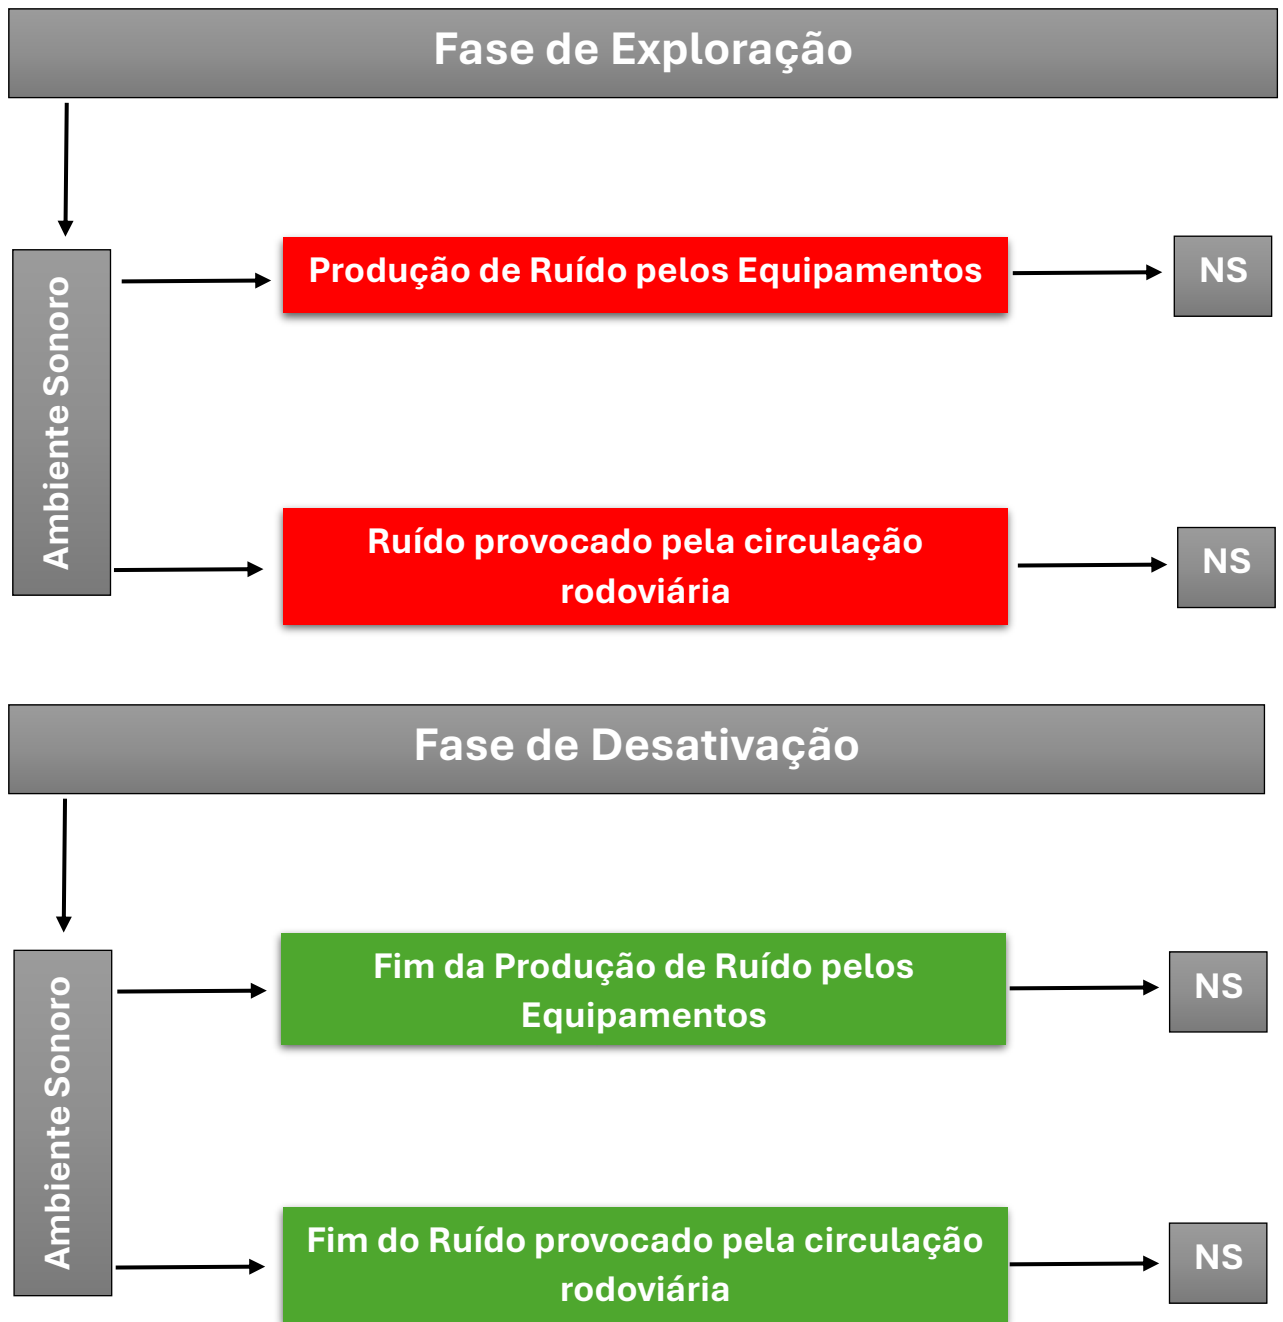 Fase de Exploração
Ambiente Sonoro
Produção de Ruído pelos Equipamentos
NS
Ruído provocado pela circulação
rodoviária
NS
Fase de Desativação
Ambiente Sonoro
Fim da Produção de Ruído pelos
Equipamentos
NS
Fim do Ruído provocado pela circulação
rodoviária
NS